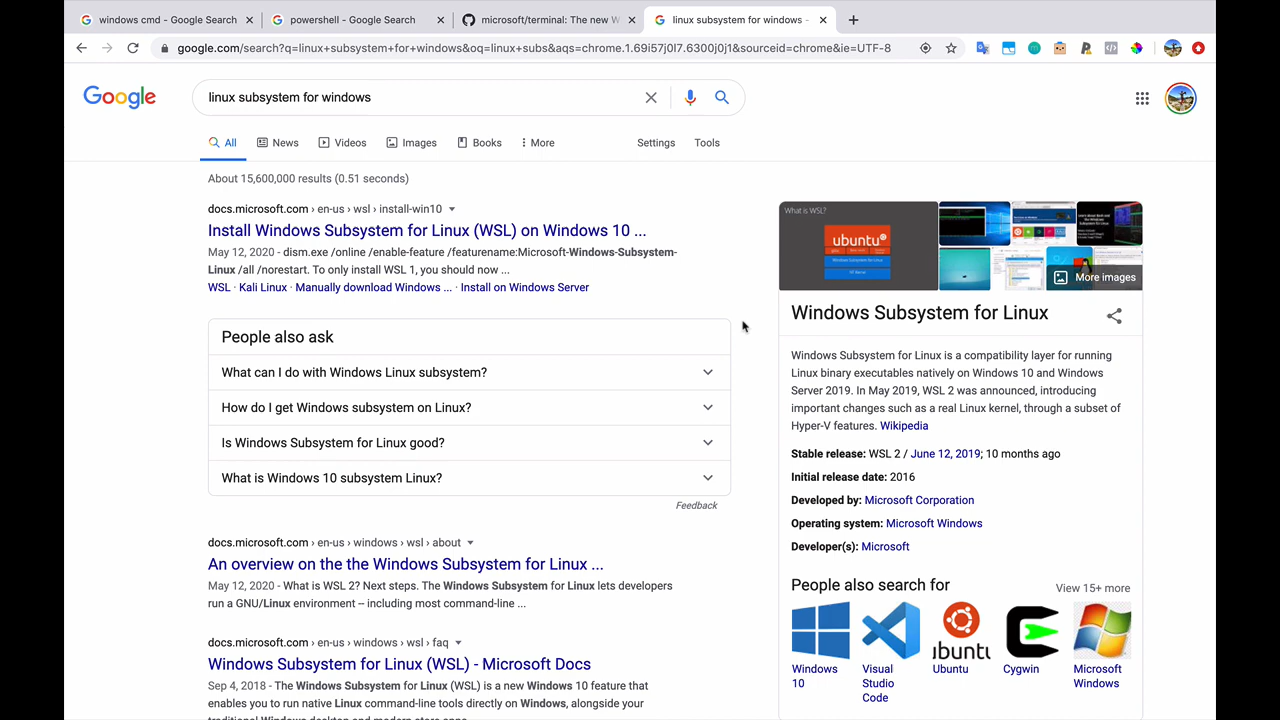 windows cmd - Google Search
powershell - Google Search
microsoft/terminal: The new W
linux subsystem for windows -
google.com/search?q=linux+subsystem+for+windows&oq=linux+subs&aqs=chrome.1.69i57j0l7.6300j0j1&sourceid=chrome&ie=UTF-8
Google
linux subsystem for windows
All
News
Videos
Images
Books
More
Settings
Tools
About 15,600,000 results (0.51 seconds)
docs.microsoft.com › en-us › wsl › install-win10
Install Windows Subsystem for Linux (WSL) on Windows 10 ...
May 12, 2020 - dism.exe /online /enable-feature /featurename:Microsoft-Windows-Subsystem-
Linux /all /norestart. To only install WSL 1, you should now ...
WSL · Kali Linux · Manually download Windows ... · Install on Windows Server
People also ask
What can I do with Windows Linux subsystem?
How do I get Windows subsystem on Linux?
Is Windows Subsystem for Linux good?
What is Windows 10 subsystem Linux?
Feedback
docs.microsoft.com › en-us › windows › wsl › about
An overview on the the Windows Subsystem for Linux ...
May 12, 2020 - What is WSL 2? Next steps. The Windows Subsystem for Linux lets developers
run a GNU/Linux environment -- including most command-line ...
docs.microsoft.com › en-us › windows › wsl › faq
Windows Subsystem for Linux (WSL) - Microsoft Docs
Sep 4, 2018 - The Windows Subsystem for Linux (WSL) is a new Windows 10 feature that
enables you to run native Linux command-line tools directly on Windows, alongside your
traditional Windows desktop and modern store apps.
What is WSL?
ubuntu
Windows Subsystem for Linux
More images
Windows Subsystem for Linux
Windows Subsystem for Linux is a compatibility layer for running
Linux binary executables natively on Windows 10 and Windows
Server 2019. In May 2019, WSL 2 was announced, introducing
important changes such as a real Linux kernel, through a subset of
Hyper-V features. Wikipedia
Stable release: WSL 2 / June 12, 2019; 10 months ago
Initial release date: 2016
Developed by: Microsoft Corporation
Operating system: Microsoft Windows
Developer(s): Microsoft
People also search for
View 15+ more
ubuntu
Windows
10
Visual
Studio
Code
Ubuntu
Cygwin
Microsoft
Windows